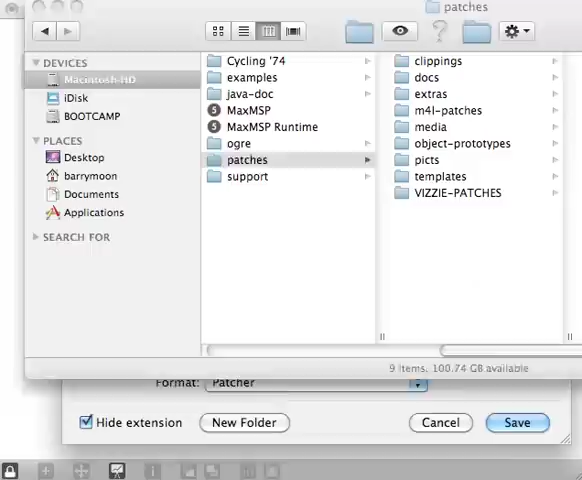 patches
DEVICES
Macintosh-HD
iDisk
BOOTCAMP
PLACES
Desktop
barrymoon
Documents
Applications
SEARCH FOR
Cycling '74
examples
java-doc
MaxMSP
MaxMSP Runtime
ogre
patches
support
clippings
docs
extras
m4l-patches
media
object-prototypes
picts
templates
VIZZIE-PATCHES
9 items, 100.74 GB available
Format: Patcher
Hide extension
New Folder
Cancel
Save